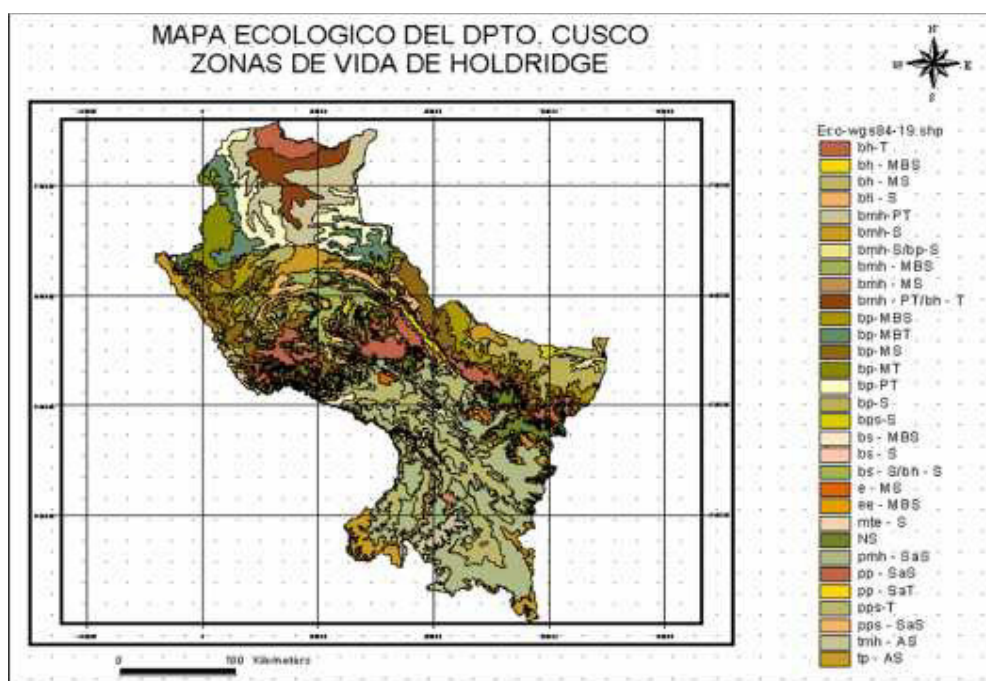 MAPA ECOLOGICO DEL DPTO. CUSCO
ZONAS DE VIDA DE HOLDRIDGE
N
W
E
S
Eco-wgs84-19.shp
bh-T
bh - MBS
bh - MS
bh - S
bmh-PT
bmh-S
bmh-S/bp-S
bmh - MBS
bmh - MS
bmh - PT/bh - T
bp-MBS
bp-MBT
bp-MS
bp-MT
bp-PT
bp-S
bps-S
bs - MBS
bs - S
bs - S/bh - S
e - MS
ee - MBS
mte - S
NS
pmh - SaS
pp - SaS
pp - SaT
pps-T
pps - SaS
tmh - AS
tp - AS
0
100 Kilometers